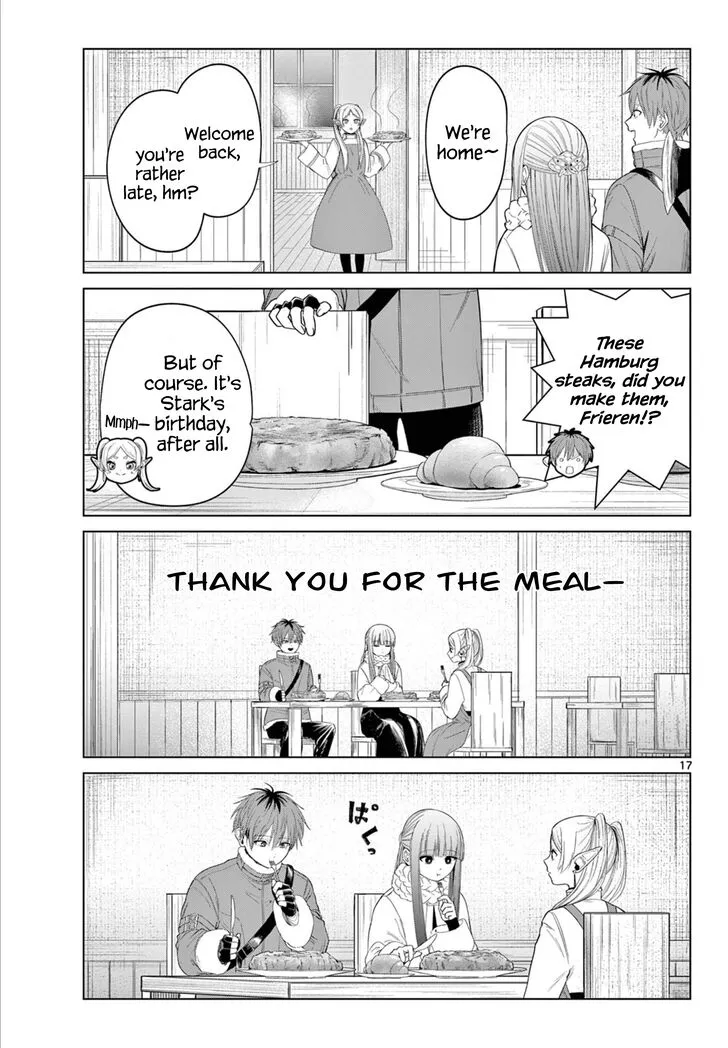 We're
home~
Welcome
back,
you're
rather
late, hm?
These
Hamburg
steaks, did you
make them,
Frieren!?
But of
course. It's
Stark's
birthday,
after all.
Mmph—
THANK YOU FOR THE MEAL—
17
ぱくっ